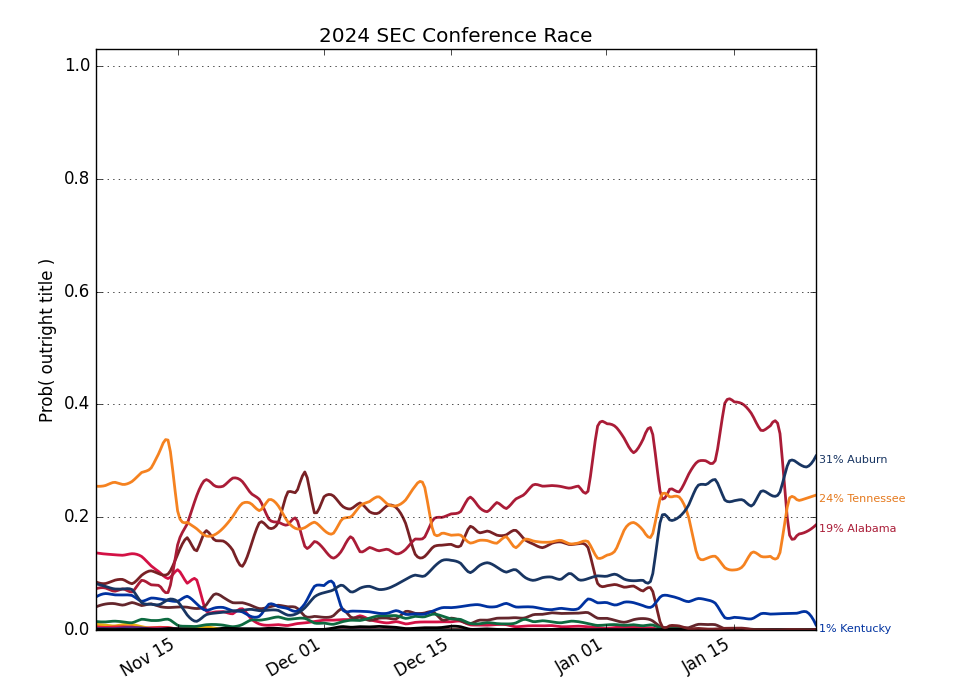 2024 SEC Conference Race
Prob( outright title )
1.0
0.8
0.6
0.4
0.2
0.0
31% Auburn
24% Tennessee
19% Alabama
1% Kentucky
Nov 15
Dec 01
Dec 15
Jan 01
Jan 15